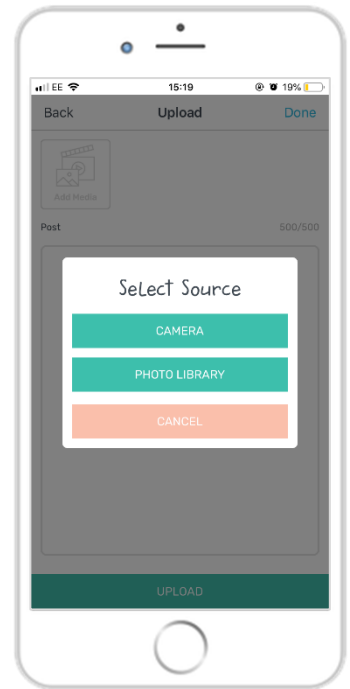 EE 15:19 19%
Back Upload Done
Add Media
Post 500/500
Select Source
CAMERA
PHOTO LIBRARY
CANCEL
UPLOAD